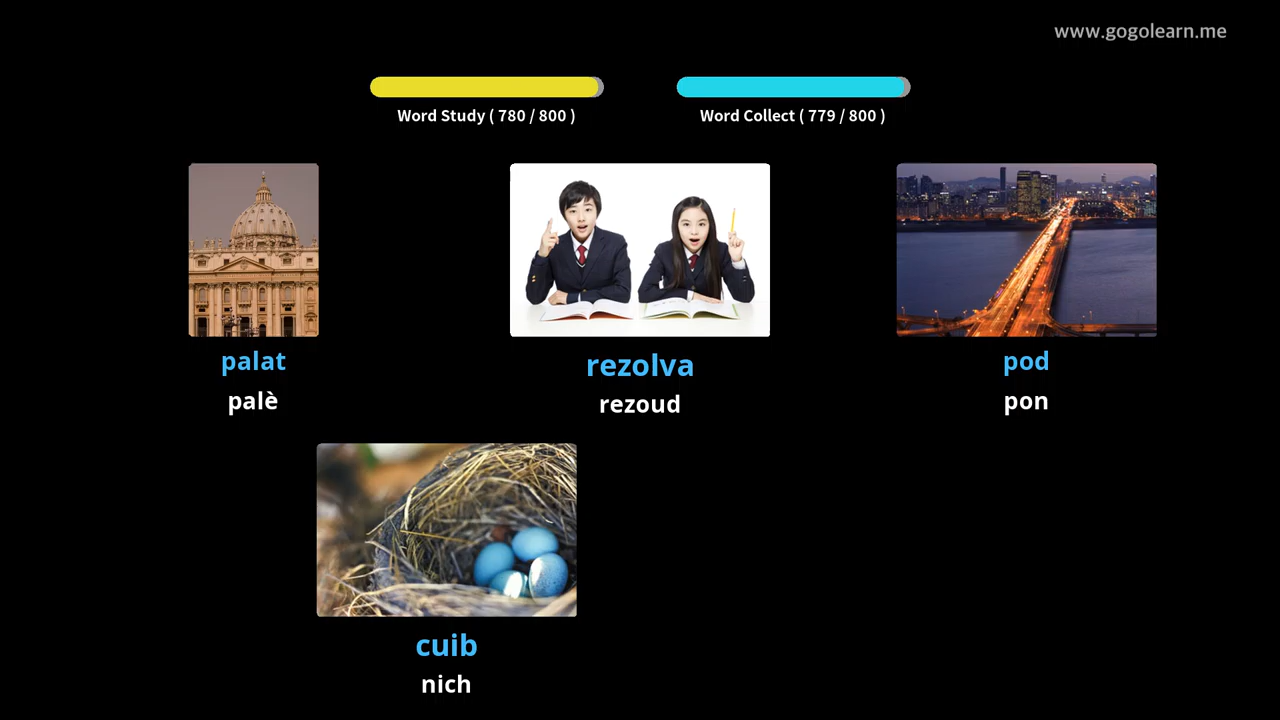 www.gogolearn.me
Word Study ( 780 / 800 )
Word Collect ( 779 / 800 )
palat
palè
rezolva
rezoud
pod
pon
cuib
nich